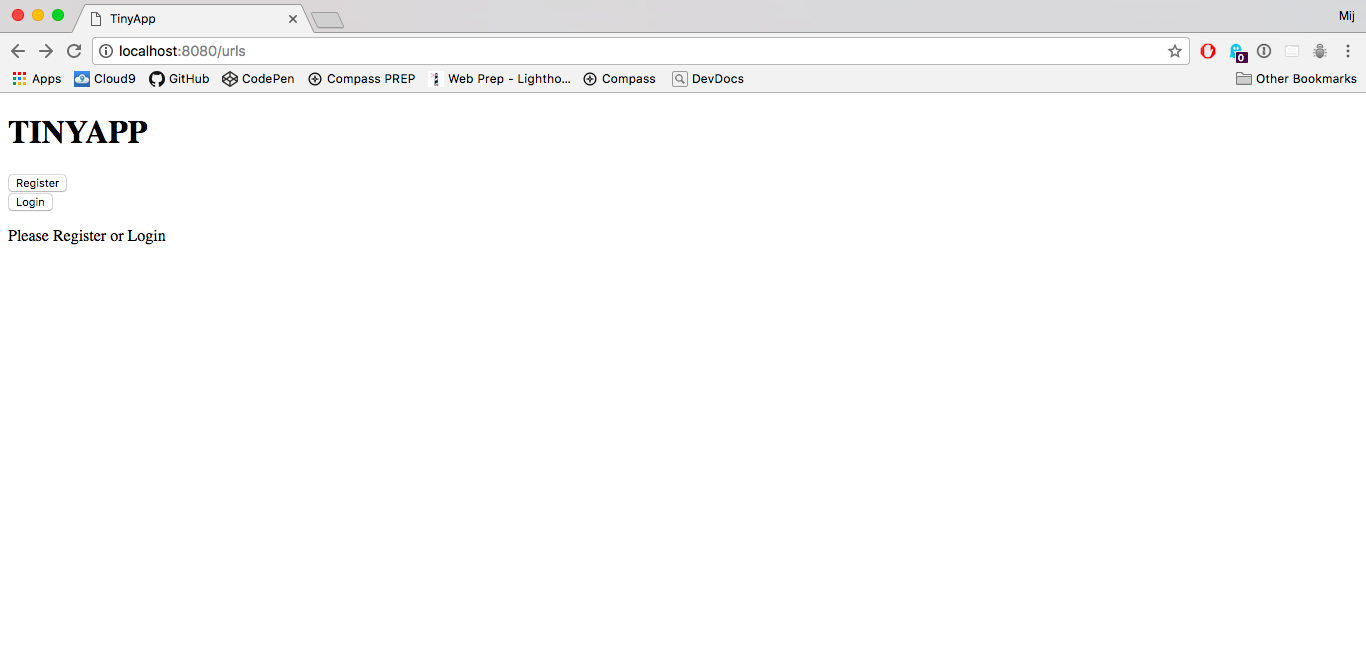 TinyApp
Mij
localhost:8080/urls
0
Apps Cloud9 GitHub CodePen Compass PREP Web Prep - Lightho... Compass DevDocs Other Bookmarks
TINYAPP
Register
Login
Please Register or Login